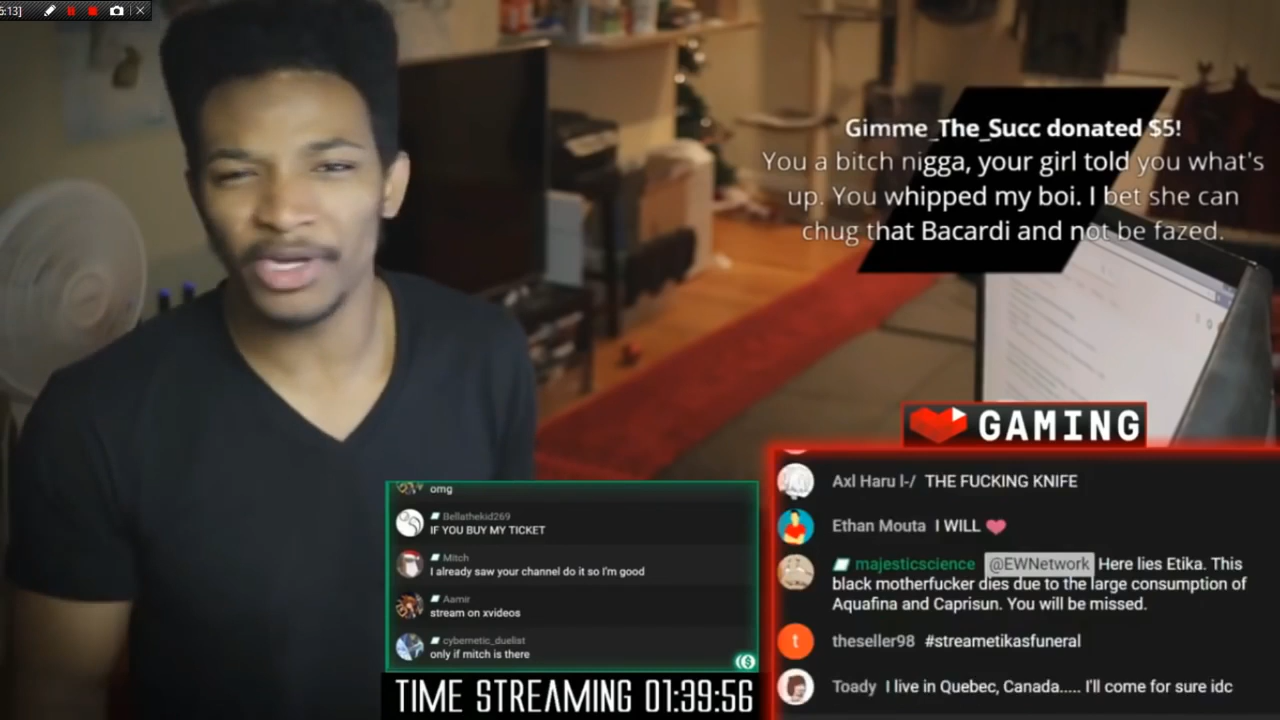 5:13]
Gimme_The_Succ donated $5!
You a bitch nigga, your girl told you what's
up. You whipped my boi. I bet she can
chug that Bacardi and not be fazed.
GAMING
omg
Bellathekid269
IF YOU BUY MY TICKET
Mitch
I already saw your channel do it so I'm good
Aamir
stream on xvideos
cybernetic_duelist
only if mitch is there
TIME STREAMING 01:39:56
Axl Haru l-/ THE FUCKING KNIFE
Ethan Mouta I WILL ❤
majesticscience @EWNetwork Here lies Etika. This
black motherfucker dies due to the large consumption of
Aquafina and Caprisun. You will be missed.
t theseller98 #streametikasfuneral
Toady I live in Quebec, Canada..... I'll come for sure idc